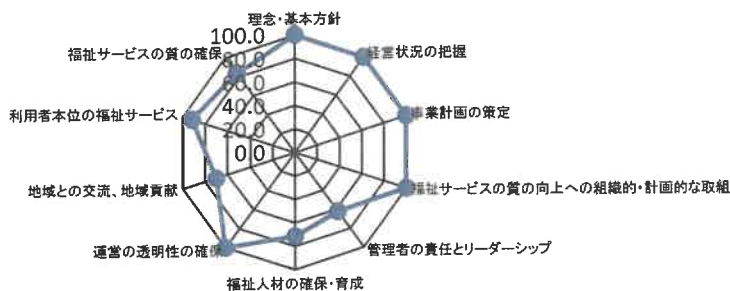 理念・基本方針
経営状況の把握
事業計画の策定
福祉サービスの質の向上への組織的・計画的な取組
管理者の責任とリーダーシップ
福祉人材の確保・育成
運営の透明性の確保
地域との交流、地域貢献
利用者本位の福祉サービス
福祉サービスの質の確保
100.0
80.0
60.0
40.0
20.0
0.0